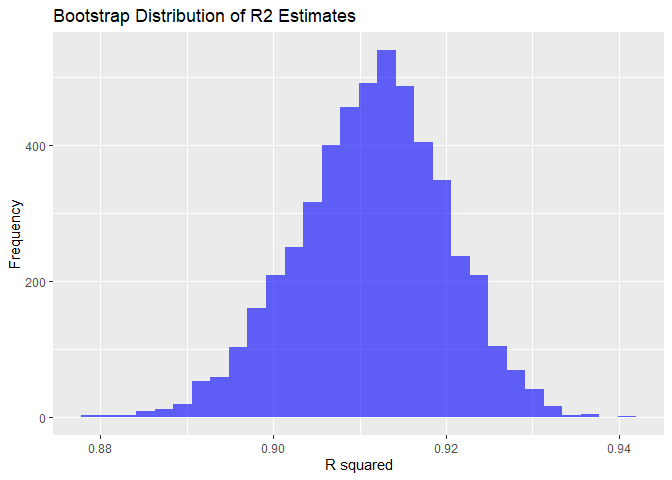 Bootstrap Distribution of R2 Estimates
Frequency
400
200
0
0.88
0.90
0.92
0.94
R squared